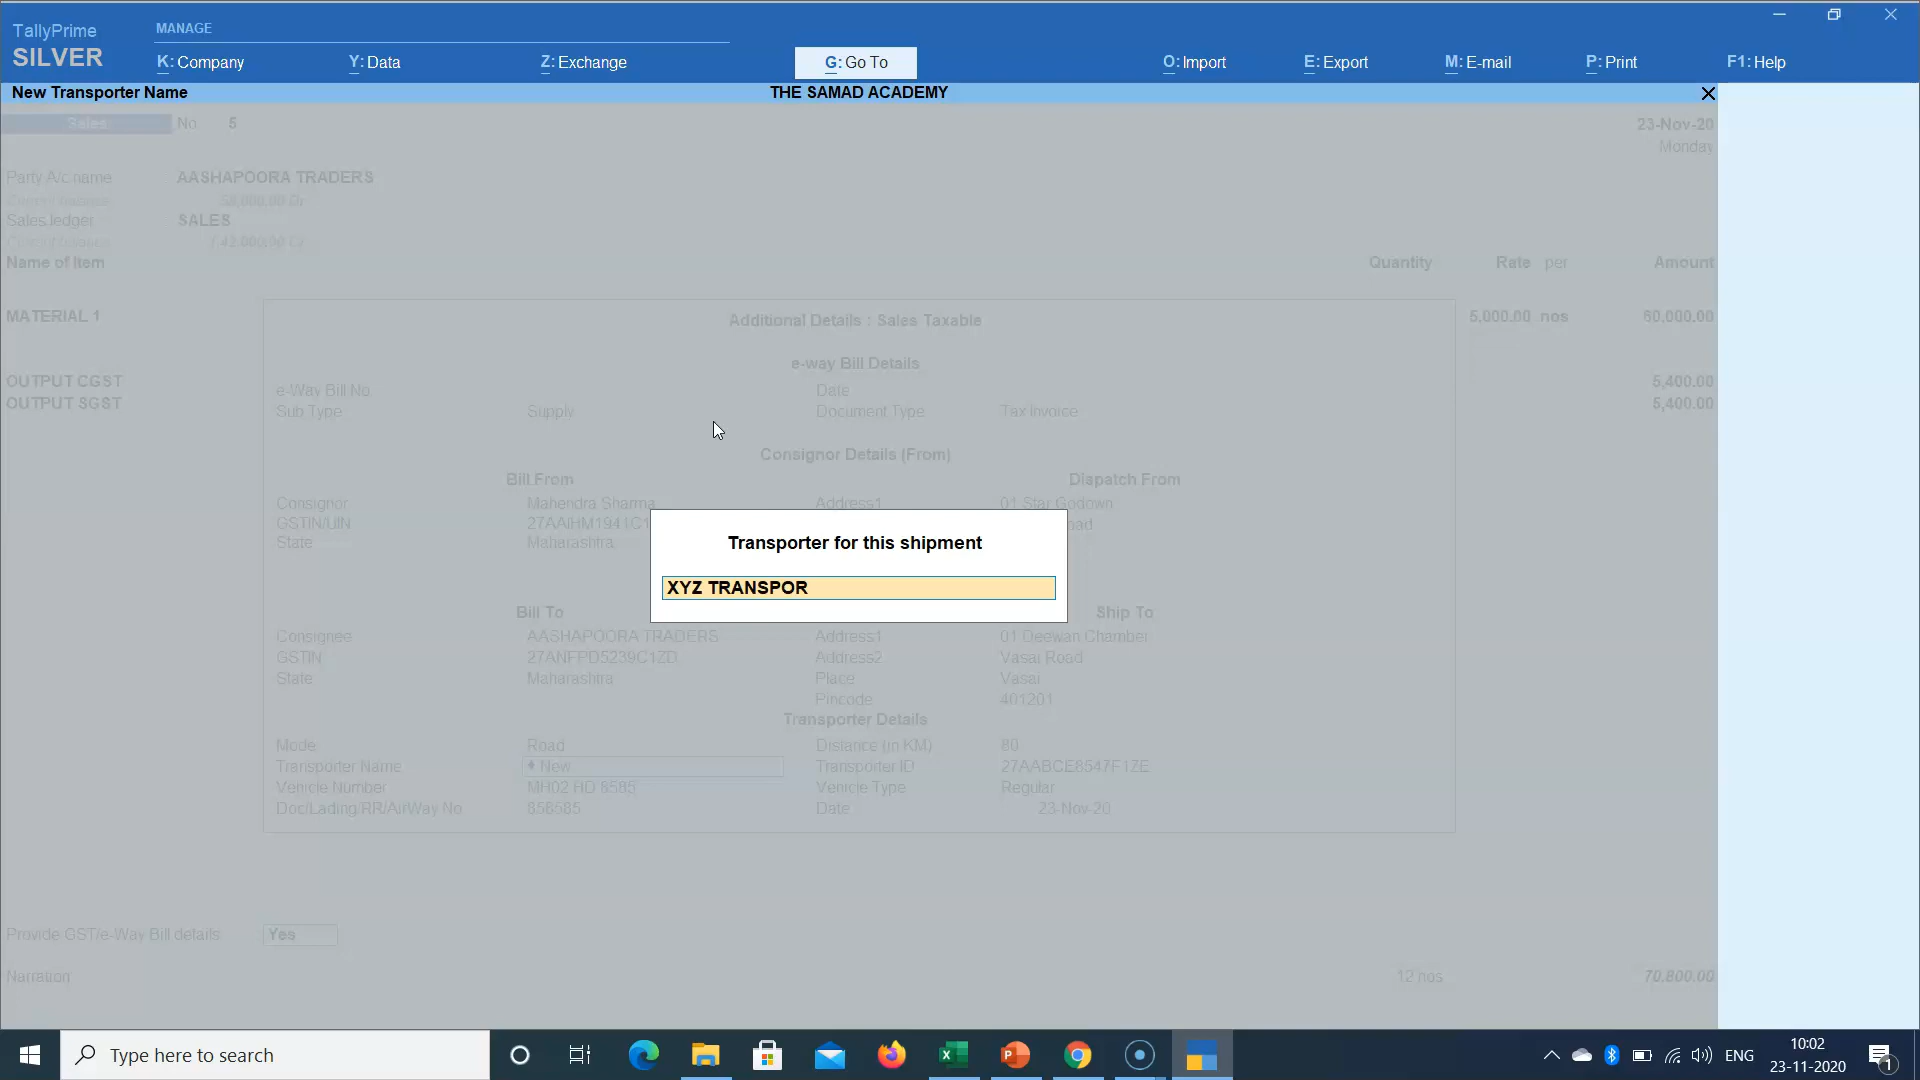 TallyPrime
SILVER
MANAGE
K: Company Y: Data Z: Exchange G: Go To O: Import E: Export M: E-mail P: Print F1: Help
New Transporter Name THE SAMAD ACADEMY
Sales No 5 23-Nov-20
Monday
Party A/c name AASHAPOORA TRADERS
Current balance
Sales ledger SALES
Current balance
Name of Item Quantity Rate per Amount
MATERIAL 1 5,000.00 nos 60,000.00
Additional Details : Sales Taxable
e-way Bill Details
OUTPUT CGST 5,400.00
e-Way Bill No Date
OUTPUT SGST 5,400.00
Sub Type Supply Document Type Tax Invoice
Consignor Details (From)
Bill From Dispatch From
Consignor Mahendra Sharma Address1 01 Star Godown
GSTIN/UIN 27AAIHM1941C1
State Maharashtra
Transporter for this shipment
XYZ TRANSPOR
Bill To Ship To
Consignee AASHAPOORA TRADERS Address1 01 Deewan Chamber
GSTIN 27ANFPD5239C1ZD Address2 Vasai Road
State Maharashtra Place Vasai
Pincode 401201
Transporter Details
Mode Road Distance (in KM) 80
Transporter Name ♦ New Transporter ID 27AABCE8547F1ZE
Vehicle Number MH02 HD 8585 Vehicle Type Regular
Doc/Lading/RR/AirWay No 858585 Date 23-Nov-20
Provide GST/e-Way Bill details Yes
Narration 12 nos 70,800.00
Type here to search
ENG
10:02
23-11-2020
1